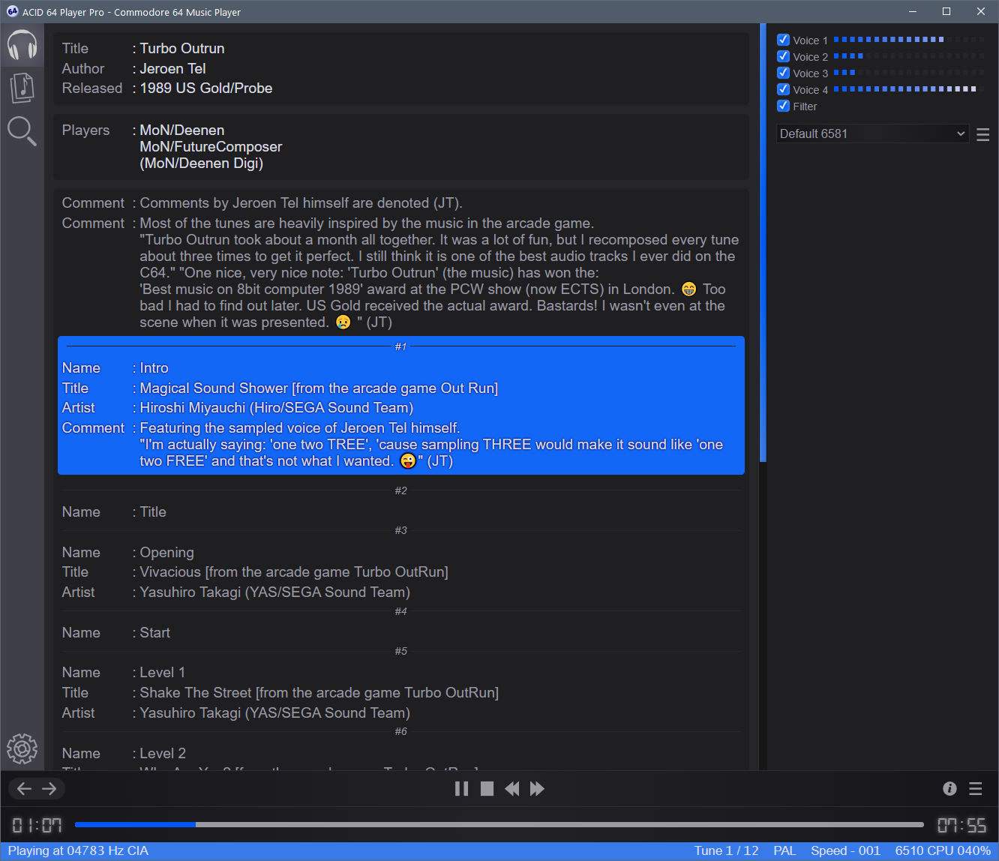 64 ACID 64 Player Pro - Commodore 64 Music Player
Title : Turbo Outrun
Author : Jeroen Tel
Released : 1989 US Gold/Probe
Players : MoN/Deenen
MoN/FutureComposer
(MoN/Deenen Digi)
Comment : Comments by Jeroen Tel himself are denoted (JT).
Comment : Most of the tunes are heavily inspired by the music in the arcade game.
"Turbo Outrun took about a month all together. It was a lot of fun, but I recomposed every tune
about three times to get it perfect. I still think it is one of the best audio tracks I ever did on the
C64." "One nice, very nice note: 'Turbo Outrun' (the music) has won the:
'Best music on 8bit computer 1989' award at the PCW show (now ECTS) in London. 😁 Too
bad I had to find out later. US Gold received the actual award. Bastards! I wasn't even at the
scene when it was presented. 😢 " (JT)
#1
Name : Intro
Title : Magical Sound Shower [from the arcade game Out Run]
Artist : Hiroshi Miyauchi (Hiro/SEGA Sound Team)
Comment : Featuring the sampled voice of Jeroen Tel himself.
"I'm actually saying: 'one two TREE', 'cause sampling THREE would make it sound like 'one
two FREE' and that's not what I wanted. 😜" (JT)
#2
Name : Title
#3
Name : Opening
Title : Vivacious [from the arcade game Turbo OutRun]
Artist : Yasuhiro Takagi (YAS/SEGA Sound Team)
#4
Name : Start
#5
Name : Level 1
Title : Shake The Street [from the arcade game Turbo OutRun]
Artist : Yasuhiro Takagi (YAS/SEGA Sound Team)
#6
Name : Level 2
Voice 1
Voice 2
Voice 3
Voice 4
Filter
Default 6581
01:07
07:55
Playing at 04783 Hz CIA
Tune 1 / 12 PAL Speed - 001 6510 CPU 040%